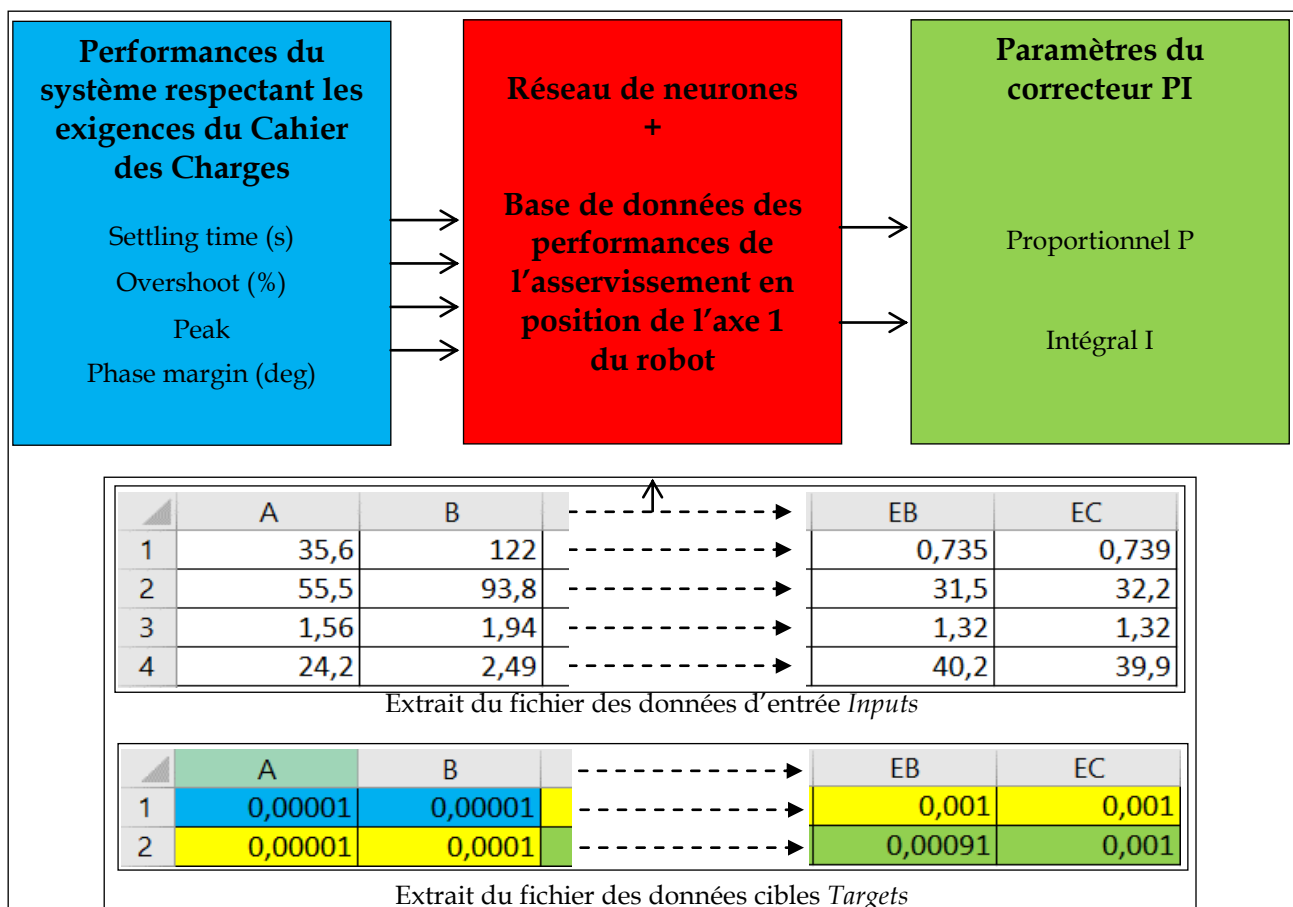 Performances du
système respectant les
exigences du Cahier
des Charges
Settling time (s)
Overshoot (%)
Peak
Phase margin (deg)
Réseau de neurones
+
Base de données des
performances de
l'asservissement en
position de l'axe 1
du robot
Paramètres du
correcteur PI
Proportionnel P
Intégral I
A B EB EC
1 35,6 122 0,735 0,739
2 55,5 93,8 31,5 32,2
3 1,56 1,94 1,32 1,32
4 24,2 2,49 40,2 39,9
Extrait du fichier des données d'entrée Inputs
A B EB EC
1 0,00001 0,00001 0,001 0,001
2 0,00001 0,0001 0,00091 0,001
Extrait du fichier des données cibles Targets